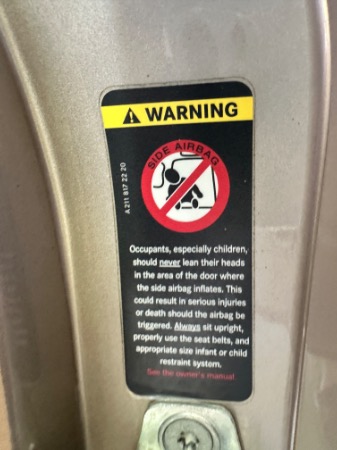 WARNING
SIDE AIRBAG
A 211 817 22 20
Occupants, especially children,
should never lean their heads
in the area of the door where
the side airbag inflates. This
could result in serious injuries
or death should the airbag be
triggered. Always sit upright,
properly use the seat belts, and
appropriate size infant or child
restraint system.
See the owner's manual